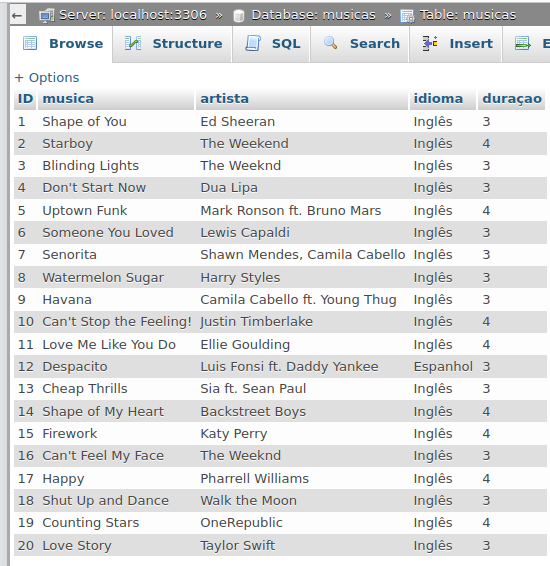 ← Server: localhost:3306 » Database: musicas » Table: musicas
Browse Structure SQL Search Insert E
+ Options
ID musica artista idioma duraçao
1 Shape of You Ed Sheeran Inglês 3
2 Starboy The Weekend Inglês 4
3 Blinding Lights The Weeknd Inglês 3
4 Don't Start Now Dua Lipa Inglês 3
5 Uptown Funk Mark Ronson ft. Bruno Mars Inglês 4
6 Someone You Loved Lewis Capaldi Inglês 3
7 Senorita Shawn Mendes, Camila Cabello Inglês 3
8 Watermelon Sugar Harry Styles Inglês 3
9 Havana Camila Cabello ft. Young Thug Inglês 3
10 Can't Stop the Feeling! Justin Timberlake Inglês 4
11 Love Me Like You Do Ellie Goulding Inglês 4
12 Despacito Luis Fonsi ft. Daddy Yankee Espanhol 3
13 Cheap Thrills Sia ft. Sean Paul Inglês 3
14 Shape of My Heart Backstreet Boys Inglês 4
15 Firework Katy Perry Inglês 4
16 Can't Feel My Face The Weeknd Inglês 3
17 Happy Pharrell Williams Inglês 4
18 Shut Up and Dance Walk the Moon Inglês 3
19 Counting Stars OneRepublic Inglês 4
20 Love Story Taylor Swift Inglês 3